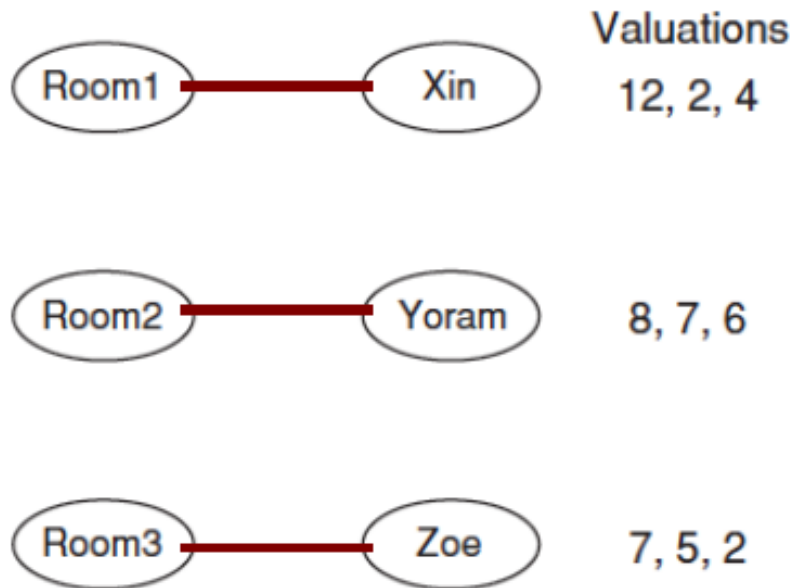 Valuations
Room1 Xin 12, 2, 4
Room2 Yoram 8, 7, 6
Room3 Zoe 7, 5, 2